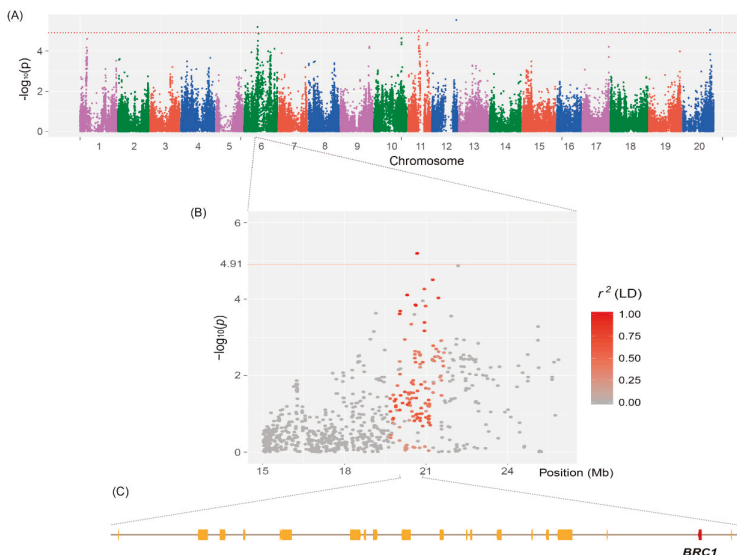 (A)
-log₁₀(p)
4
2
0
1 2 3 4 5 6 7 8 9 10 11 12 13 14 15 16 17 18 19 20
Chromosome
(B)
-log₁₀(p)
6
4.91
4
2
0
15 18 21 24 Position (Mb)
r² (LD)
1.00
0.75
0.50
0.25
0.00
(C)
BRC1